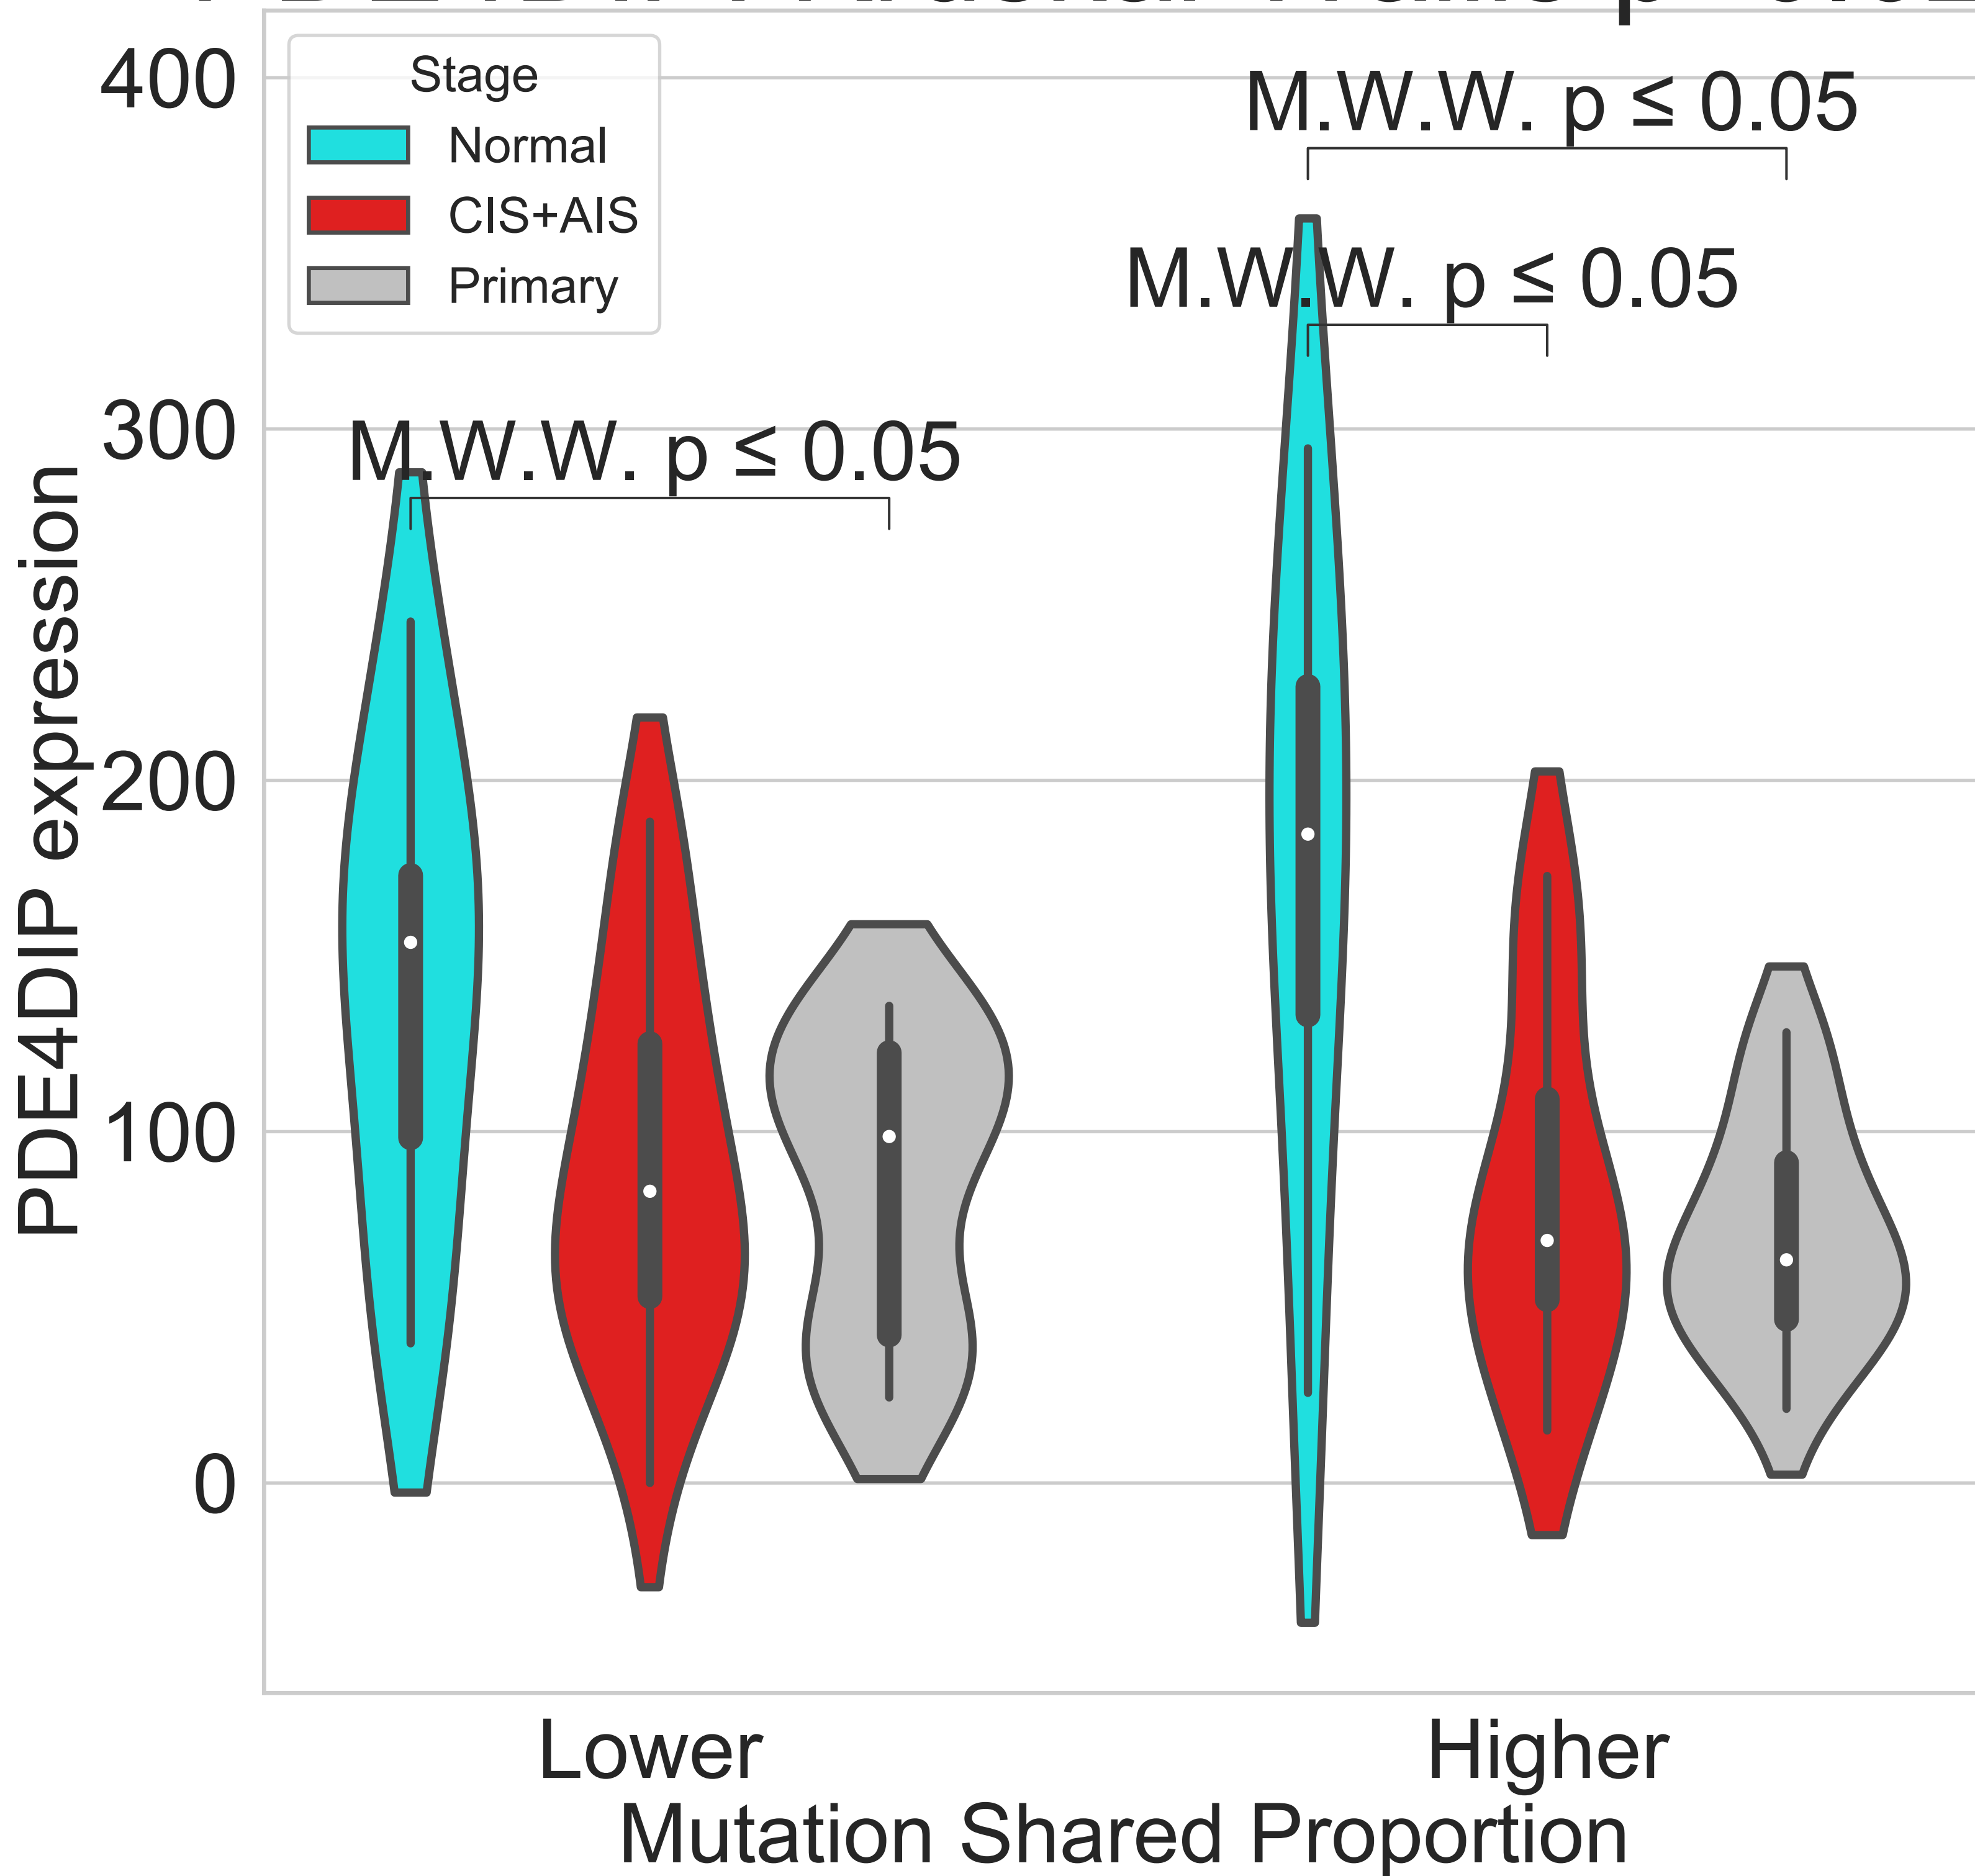 400
300
200
100
0
PDE4DIP expression
Stage
Normal
CIS+AIS
Primary
M.W.W. p ≤ 0.05
M.W.W. p ≤ 0.05
M.W.W. p ≤ 0.05
Lower
Higher
Mutation Shared Proportion